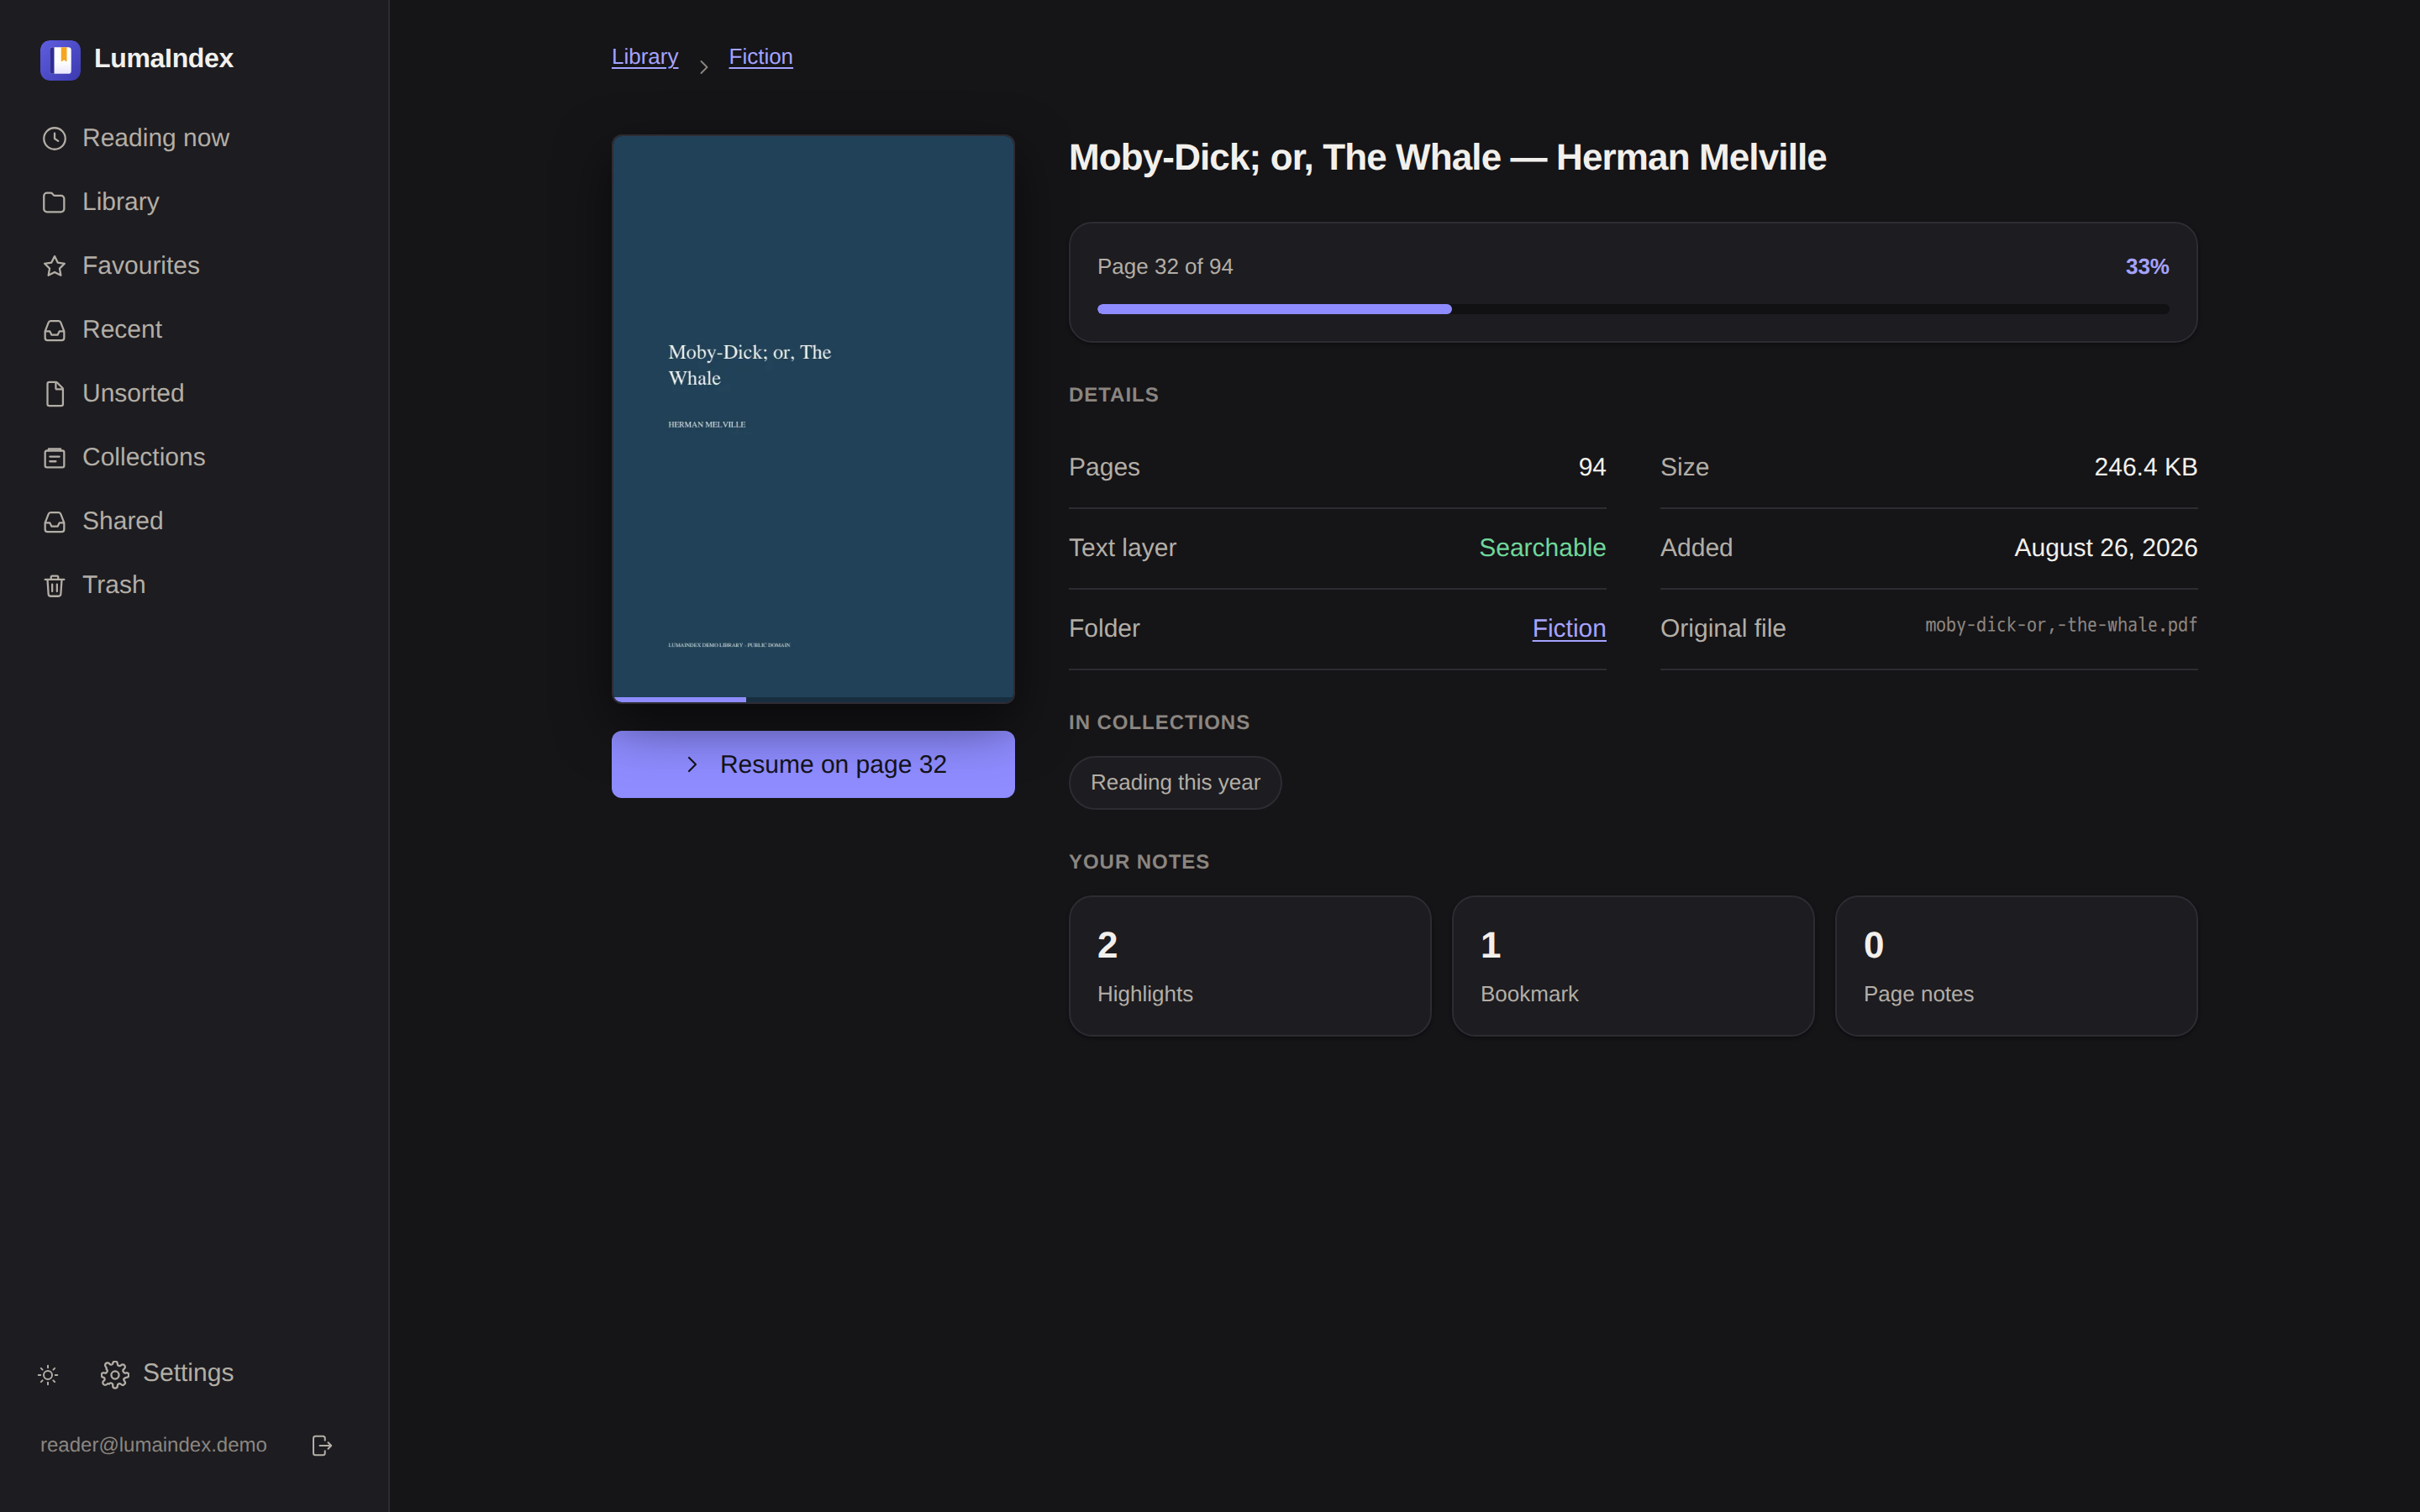 LumaIndex
Reading now
Library
Favourites
Recent
Unsorted
Collections
Shared
Trash
Settings
reader@lumaindex.demo
Library
Fiction
Moby-Dick; or, The
Whale
HERMAN MELVILLE
LUMAINDEX DEMO LIBRARY · PUBLIC DOMAIN
Resume on page 32
Moby-Dick; or, The Whale — Herman Melville
Page 32 of 94
33%
DETAILS
Pages 94
Size 246.4 KB
Text layer Searchable
Added August 26, 2026
Folder Fiction
Original file moby-dick-or,-the-whale.pdf
IN COLLECTIONS
Reading this year
YOUR NOTES
2
Highlights
1
Bookmark
0
Page notes